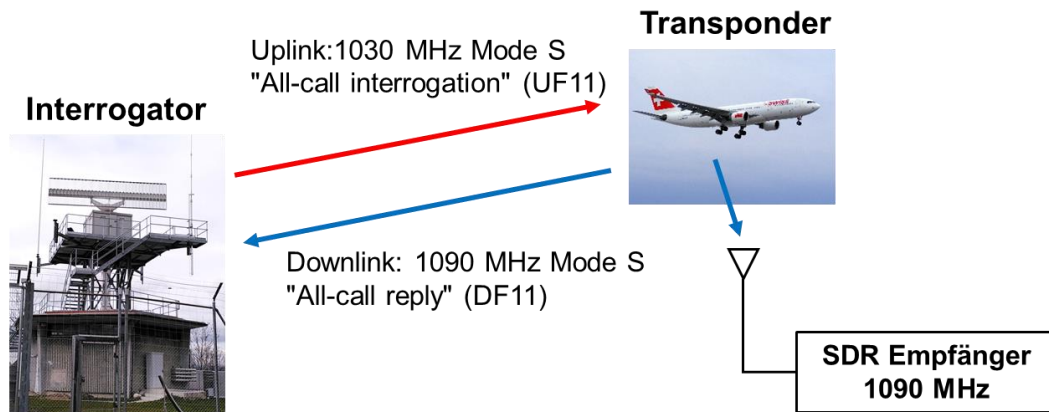 Transponder
Uplink:1030 MHz Mode S
"All-call interrogation" (UF11)
Interrogator
Downlink: 1090 MHz Mode S
"All-call reply" (DF11)
SDR Empfänger
1090 MHz